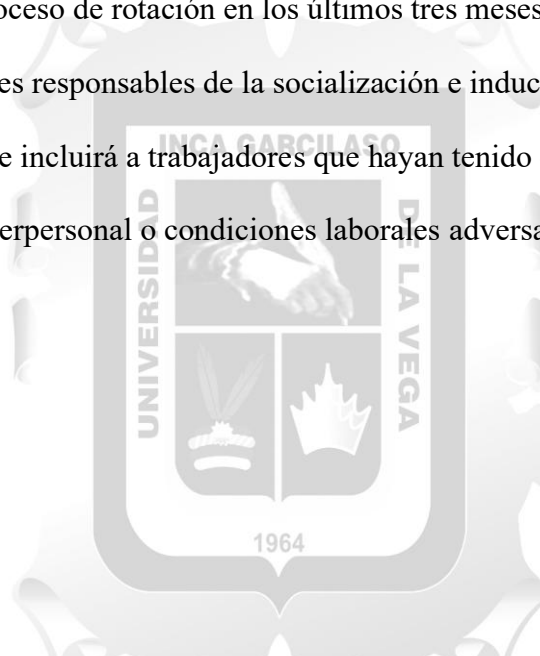 oceso de rotación en los últimos tres meses
es responsables de la socialización e induc
e incluirá a trabajadores que hayan tenido
erpersonal o condiciones laborales adversa
INCA GARCILASO
UNIVERSIDAD
DE LA VEGA
1964